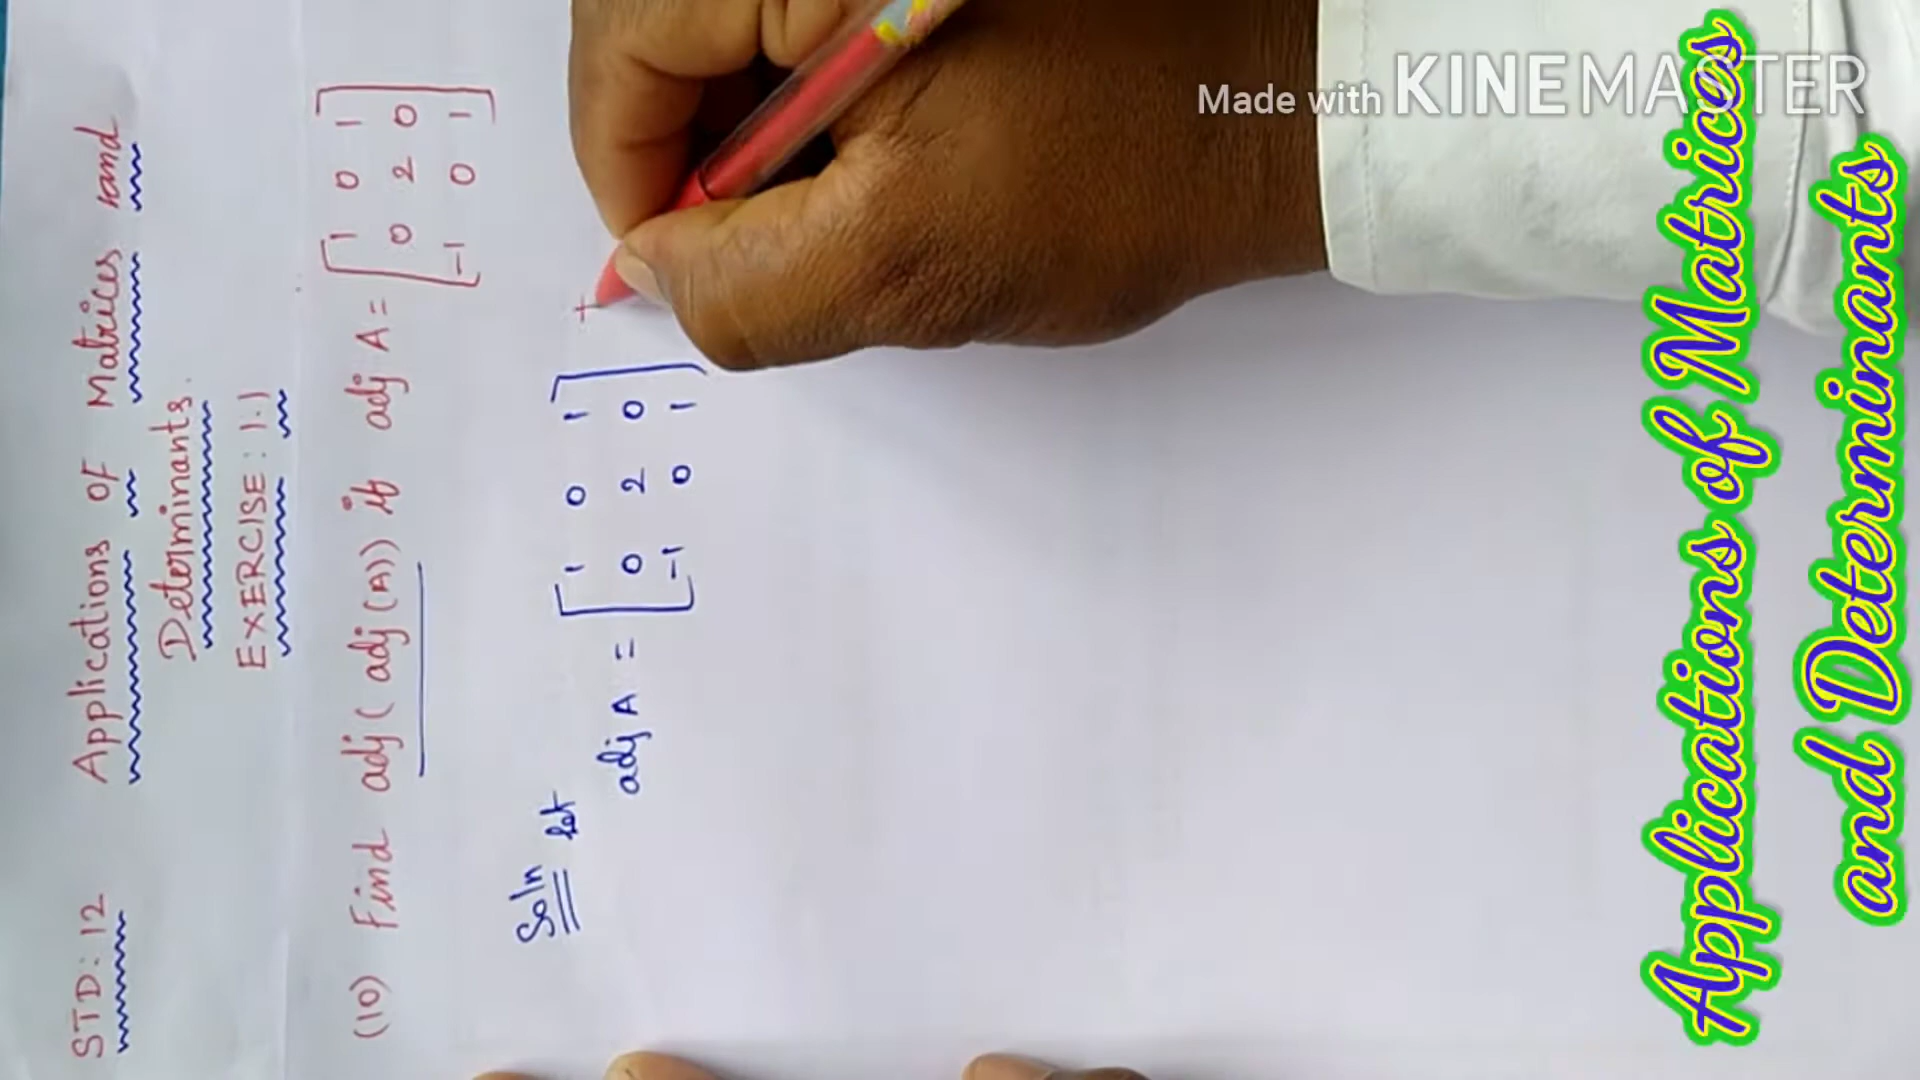 STD: 12 Applications of Matrices and
Determinants.
EXERCISE: 1.1
(10) Find adj(adj(A)) if adj A = [1 0 1
0 2 0
-1 0 1]
Soln let
adj A = [1 0 1
0 2 0
-1 0 1]
+
Made with KINEMASTER
Applications of Matrices
and Determinants